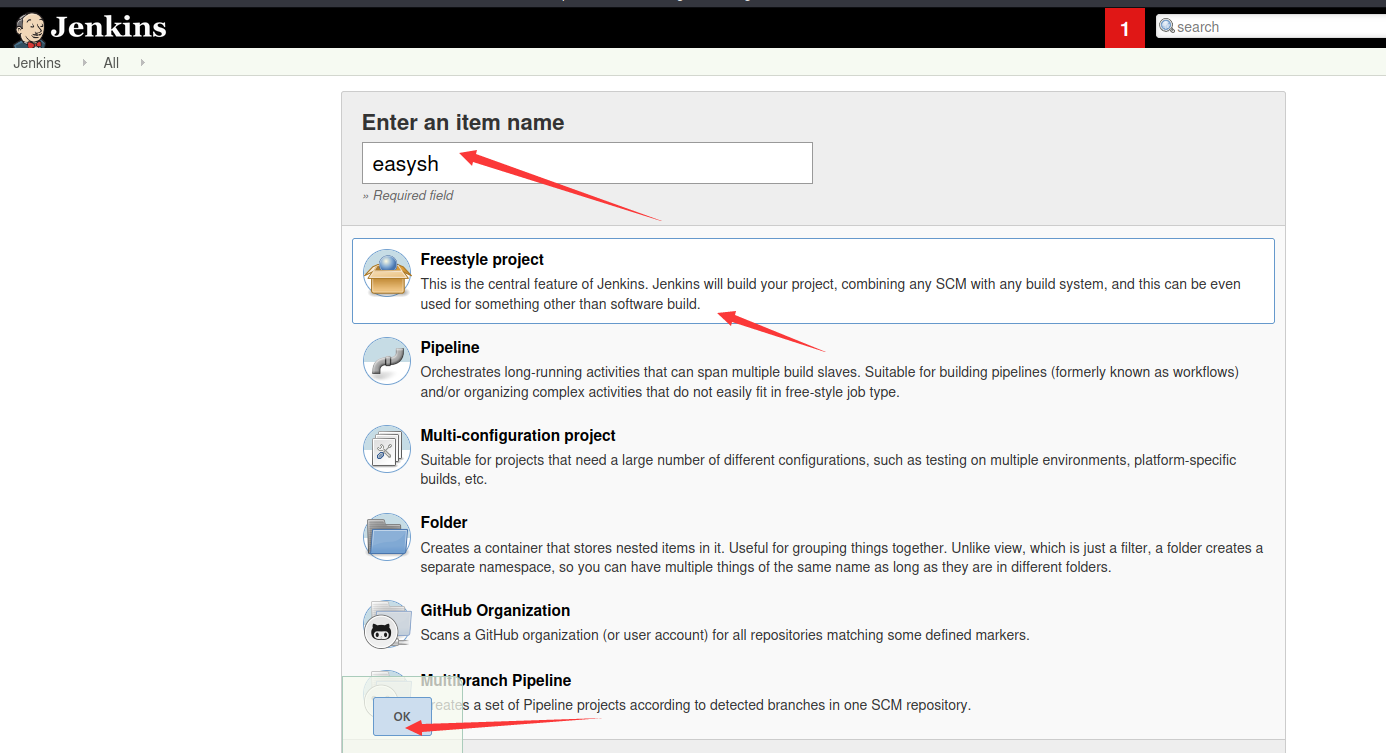 Jenkins
1
search
Jenkins
All
Enter an item name
easysh
» Required field
Freestyle project
This is the central feature of Jenkins. Jenkins will build your project, combining any SCM with any build system, and this can be even
used for something other than software build.
Pipeline
Orchestrates long-running activities that can span multiple build slaves. Suitable for building pipelines (formerly known as workflows)
and/or organizing complex activities that do not easily fit in free-style job type.
Multi-configuration project
Suitable for projects that need a large number of different configurations, such as testing on multiple environments, platform-specific
builds, etc.
Folder
Creates a container that stores nested items in it. Useful for grouping things together. Unlike view, which is just a filter, a folder creates a
separate namespace, so you can have multiple things of the same name as long as they are in different folders.
GitHub Organization
Scans a GitHub organization (or user account) for all repositories matching some defined markers.
Multibranch Pipeline
Creates a set of Pipeline projects according to detected branches in one SCM repository.
OK